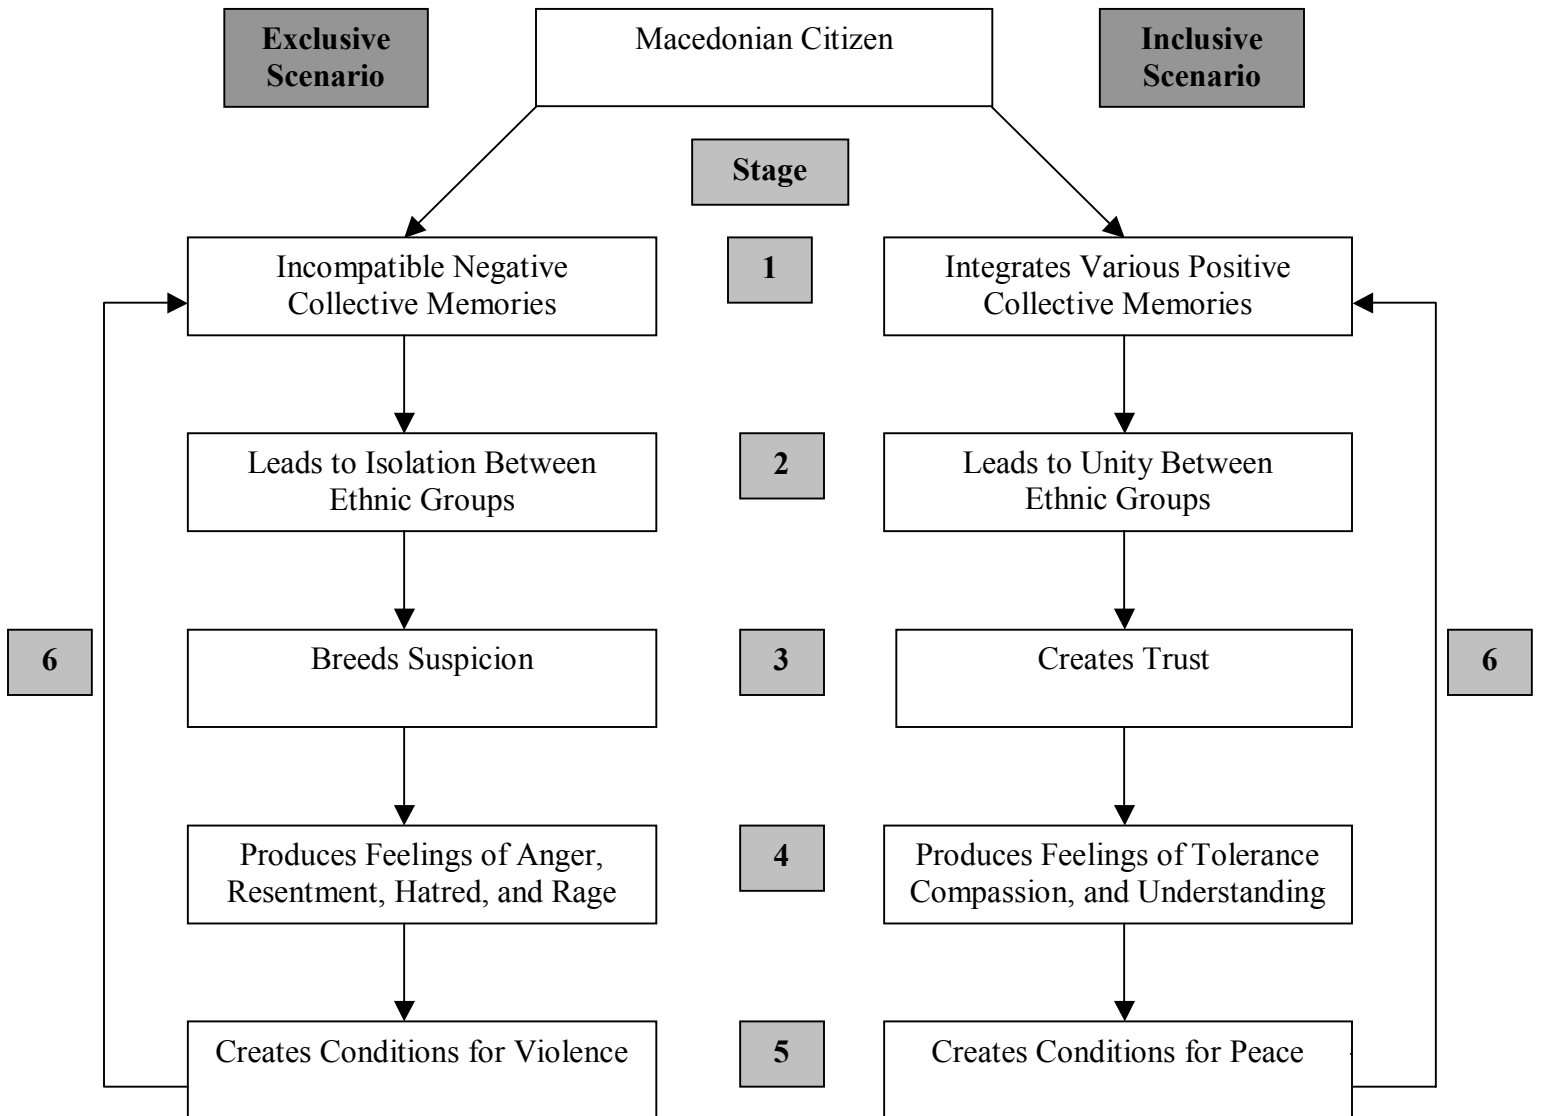 Exclusive
Scenario
Macedonian Citizen
Inclusive
Scenario
Stage
Incompatible Negative
Collective Memories
1
Integrates Various Positive
Collective Memories
Leads to Isolation Between
Ethnic Groups
2
Leads to Unity Between
Ethnic Groups
6
Breeds Suspicion
3
Creates Trust
6
Produces Feelings of Anger,
Resentment, Hatred, and Rage
4
Produces Feelings of Tolerance
Compassion, and Understanding
Creates Conditions for Violence
5
Creates Conditions for Peace